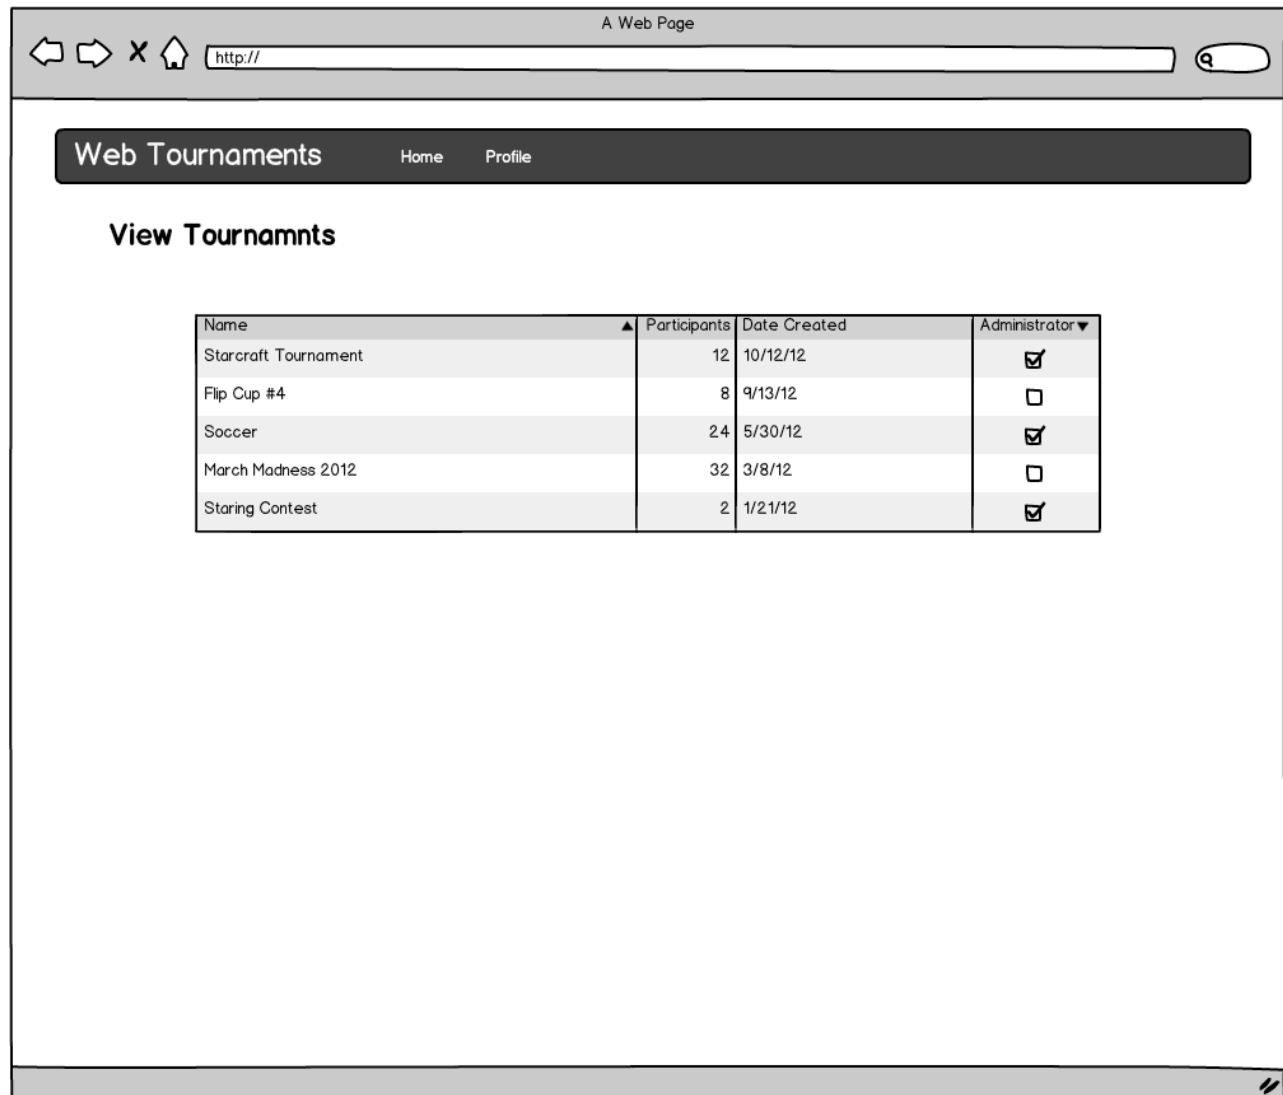 A Web Page
http://
Web Tournaments Home Profile
View Tournamnts
Name Participants Date Created Administrator
Starcraft Tournament 12 10/12/12
Flip Cup #4 8 9/13/12
Soccer 24 5/30/12
March Madness 2012 32 3/8/12
Staring Contest 2 1/21/12